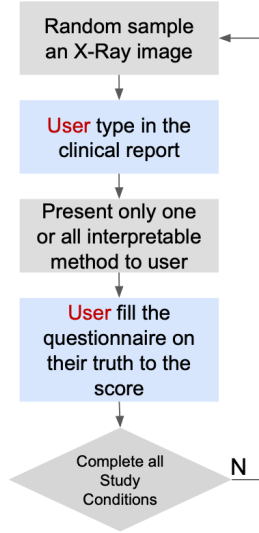 Random sample
an X-Ray image
User type in the
clinical report
Present only one
or all interpretable
method to user
User fill the
questionnaire on
their truth to the
score
Complete all
Study
Conditions
N